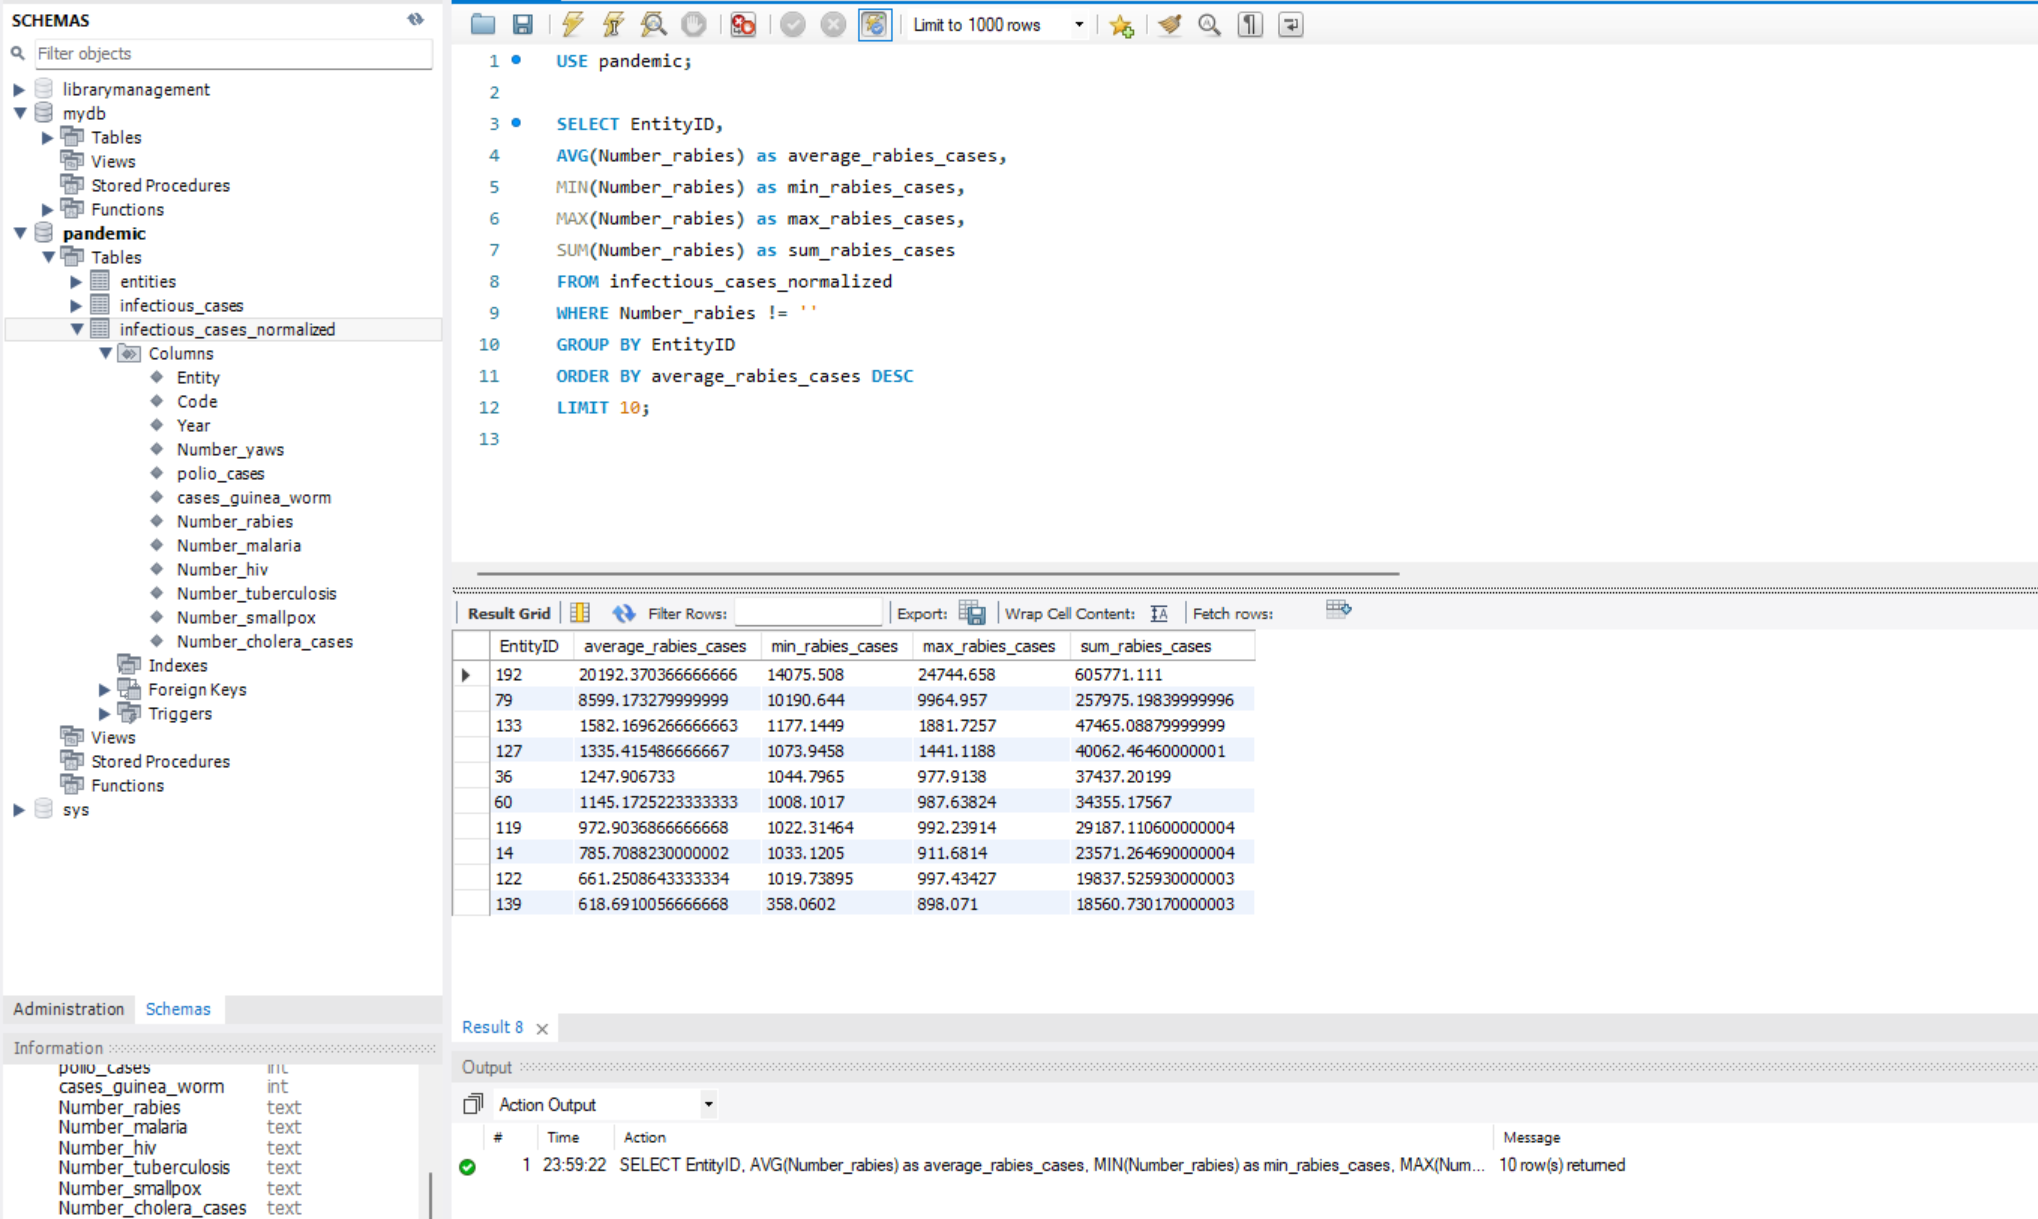 SCHEMAS
Filter objects
librarymanagement
mydb
Tables
Views
Stored Procedures
Functions
pandemic
Tables
entities
infectious_cases
infectious_cases_normalized
Columns
Entity
Code
Year
Number_yaws
polio_cases
cases_guinea_worm
Number_rabies
Number_malaria
Number_hiv
Number_tuberculosis
Number_smallpox
Number_cholera_cases
Indexes
Foreign Keys
Triggers
Views
Stored Procedures
Functions
sys
Administration Schemas
Information
polio_cases int
cases_guinea_worm int
Number_rabies text
Number_malaria text
Number_hiv text
Number_tuberculosis text
Number_smallpox text
Number_cholera_cases text
Limit to 1000 rows
1 USE pandemic;
2
3 SELECT EntityID,
4 AVG(Number_rabies) as average_rabies_cases,
5 MIN(Number_rabies) as min_rabies_cases,
6 MAX(Number_rabies) as max_rabies_cases,
7 SUM(Number_rabies) as sum_rabies_cases
8 FROM infectious_cases_normalized
9 WHERE Number_rabies != ''
10 GROUP BY EntityID
11 ORDER BY average_rabies_cases DESC
12 LIMIT 10;
13
Result Grid Filter Rows: Export: Wrap Cell Content: Fetch rows:
EntityID average_rabies_cases min_rabies_cases max_rabies_cases sum_rabies_cases
192 20192.370366666666 14075.508 24744.658 605771.111
79 8599.173279999999 10190.644 9964.957 257975.19839999996
133 1582.1696266666663 1177.1449 1881.7257 47465.08879999999
127 1335.415486666667 1073.9458 1441.1188 40062.46460000001
36 1247.906733 1044.7965 977.9138 37437.20199
60 1145.1725223333333 1008.1017 987.63824 34355.17567
119 972.9036866666668 1022.31464 992.23914 29187.110600000004
14 785.7088230000002 1033.1205 911.6814 23571.264690000004
122 661.2508643333334 1019.73895 997.43427 19837.525930000003
139 618.6910056666668 358.0602 898.071 18560.730170000003
Result 8
Output
Action Output
# Time Action Message
1 23:59:22 SELECT EntityID, AVG(Number_rabies) as average_rabies_cases, MIN(Number_rabies) as min_rabies_cases, MAX(Num... 10 row(s) returned